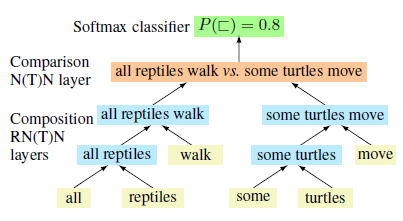 Softmax classifier P(⊏) = 0.8
Comparison
N(T)N layer
all reptiles walk vs. some turtles move
Composition
RN(T)N
layers
all reptiles walk
some turtles move
all reptiles
walk
some turtles
move
all
reptiles
some
turtles